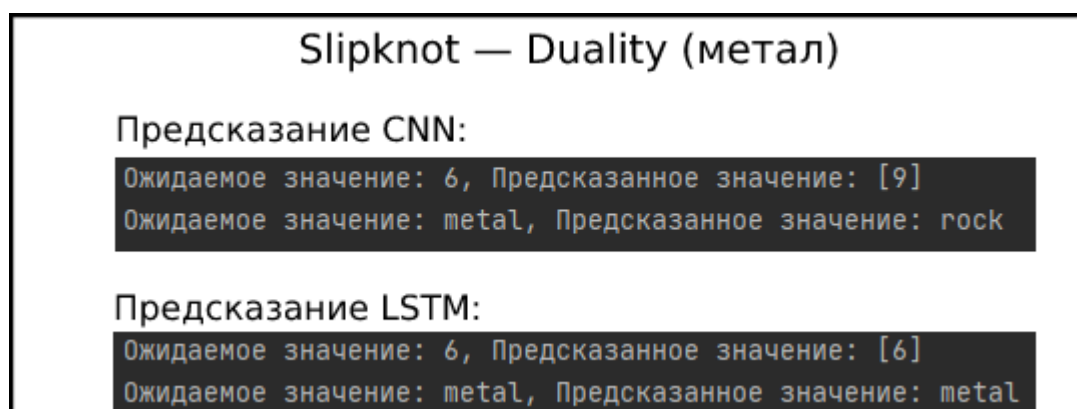 Slipknot — Duality (метал)
Предсказание CNN:
Ожидаемое значение: 6, Предсказанное значение: [9]
Ожидаемое значение: metal, Предсказанное значение: rock
Предсказание LSTM:
Ожидаемое значение: 6, Предсказанное значение: [6]
Ожидаемое значение: metal, Предсказанное значение: metal